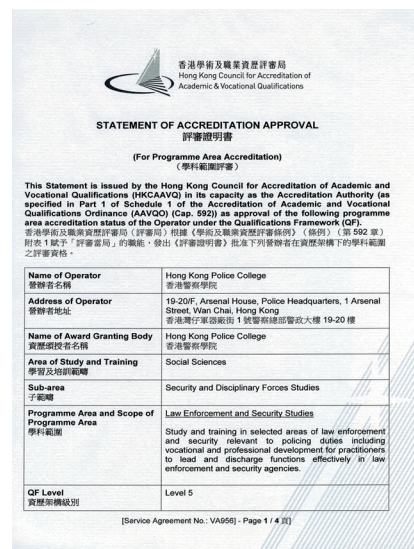 香港學術及職業資歷評審局
Hong Kong Council for Accreditation of
Academic & Vocational Qualifications
STATEMENT OF ACCREDITATION APPROVAL
評審證明書
(For Programme Area Accreditation)
（學科範圍評審）
This Statement is issued by the Hong Kong Council for Accreditation of Academic and
Vocational Qualifications (HKCAAVQ) in its capacity as the Accreditation Authority (as
specified in Part 1 of Schedule 1 of the Accreditation of Academic and Vocational
Qualifications Ordinance (AAVQO) (Cap. 592)) as approval of the following programme
area accreditation status of the Operator under the Qualifications Framework (QF).
香港學術及職業資歷評審局（評審局）根據《學術及職業資歷評審條例》（條例）（第 592 章）
附表 1 賦予「評審當局」的職能，發出《評審證明書》批准下列營辦者在資歷架構下的學科範圍
之評審資格。
Name of Operator
營辦者名稱
Hong Kong Police College
香港警察學院
Address of Operator
營辦者地址
19-20/F, Arsenal House, Police Headquarters, 1 Arsenal
Street, Wan Chai, Hong Kong
香港灣仔軍器廠街 1 號警察總部警政大樓 19-20 樓
Name of Award Granting Body
資歷頒授者名稱
Hong Kong Police College
香港警察學院
Area of Study and Training
學習及培訓範疇
Social Sciences
Sub-area
子範疇
Security and Disciplinary Forces Studies
Programme Area and Scope of
Programme Area
學科範圍
Law Enforcement and Security Studies
Study and training in selected areas of law enforcement
and security relevant to policing duties including
vocational and professional development for practitioners
to lead and discharge functions effectively in law
enforcement and security agencies.
QF Level
資歷架構級別
Level 5
[Service Agreement No.: VA956] - Page 1 / 4 頁]